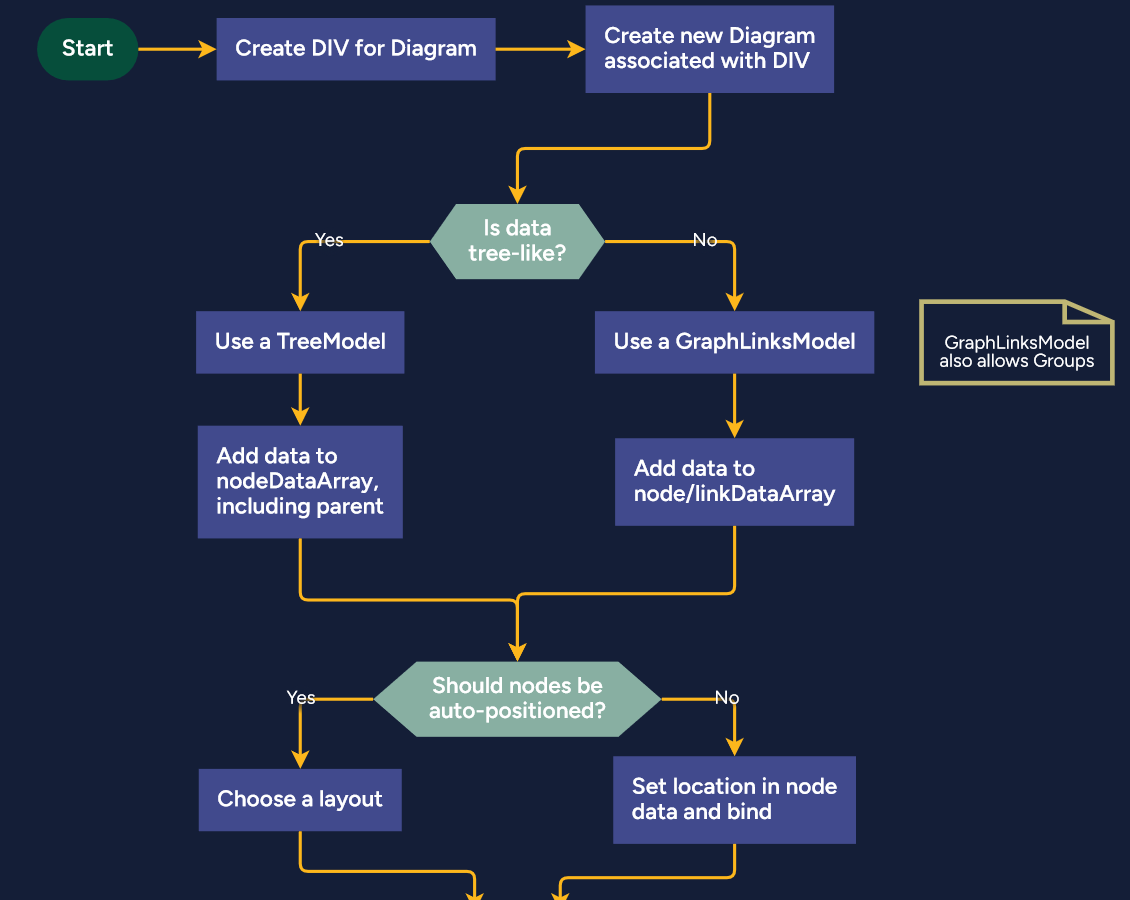 Start
Create DIV for Diagram
Create new Diagram
associated with DIV
Is data
tree-like?
Yes
No
Use a TreeModel
Use a GraphLinksModel
GraphLinksModel
also allows Groups
Add data to
nodeDataArray,
including parent
Add data to
node/linkDataArray
Should nodes be
auto-positioned?
Yes
No
Choose a layout
Set location in node
data and bind